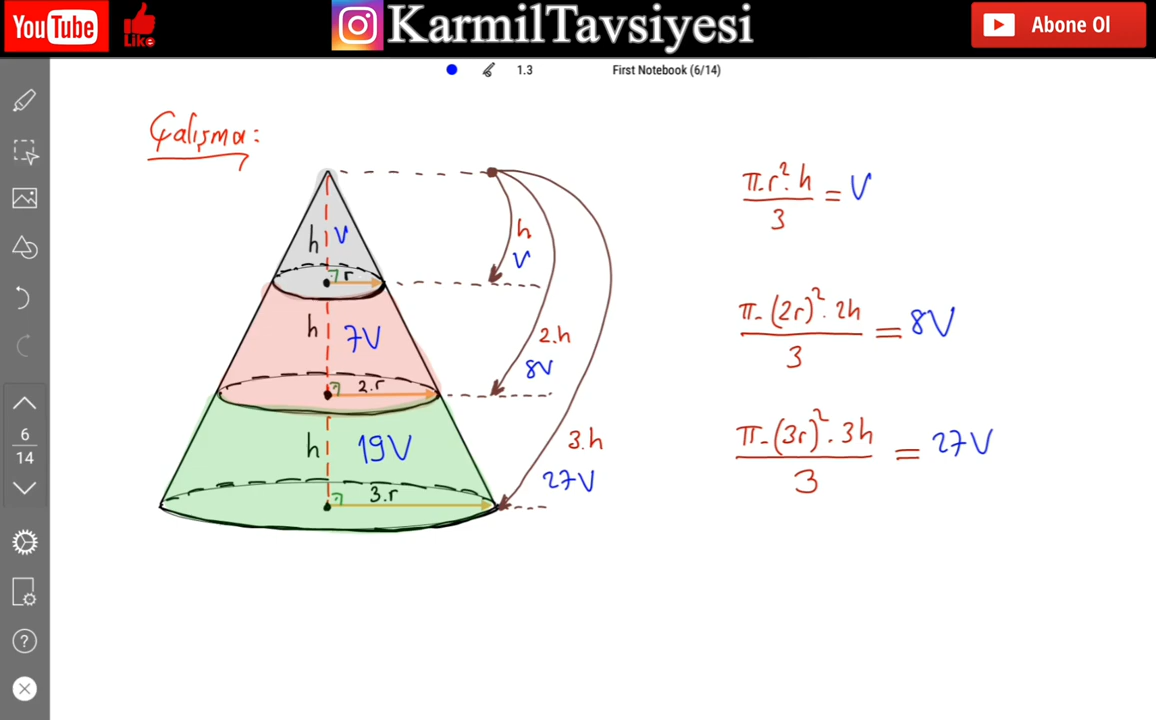 YouTube
Like
KarmilTavsiyesi
Abone Ol
1.3
First Notebook (6/14)
Çalışma:
π.r².h / 3 = V
h V
h
V
r
π.(2r)².2h / 3 = 8V
h 7V
2.h
8V
2.r
π.(3r)².3h / 3 = 27V
h 19V
3.h
27V
3.r
6
14